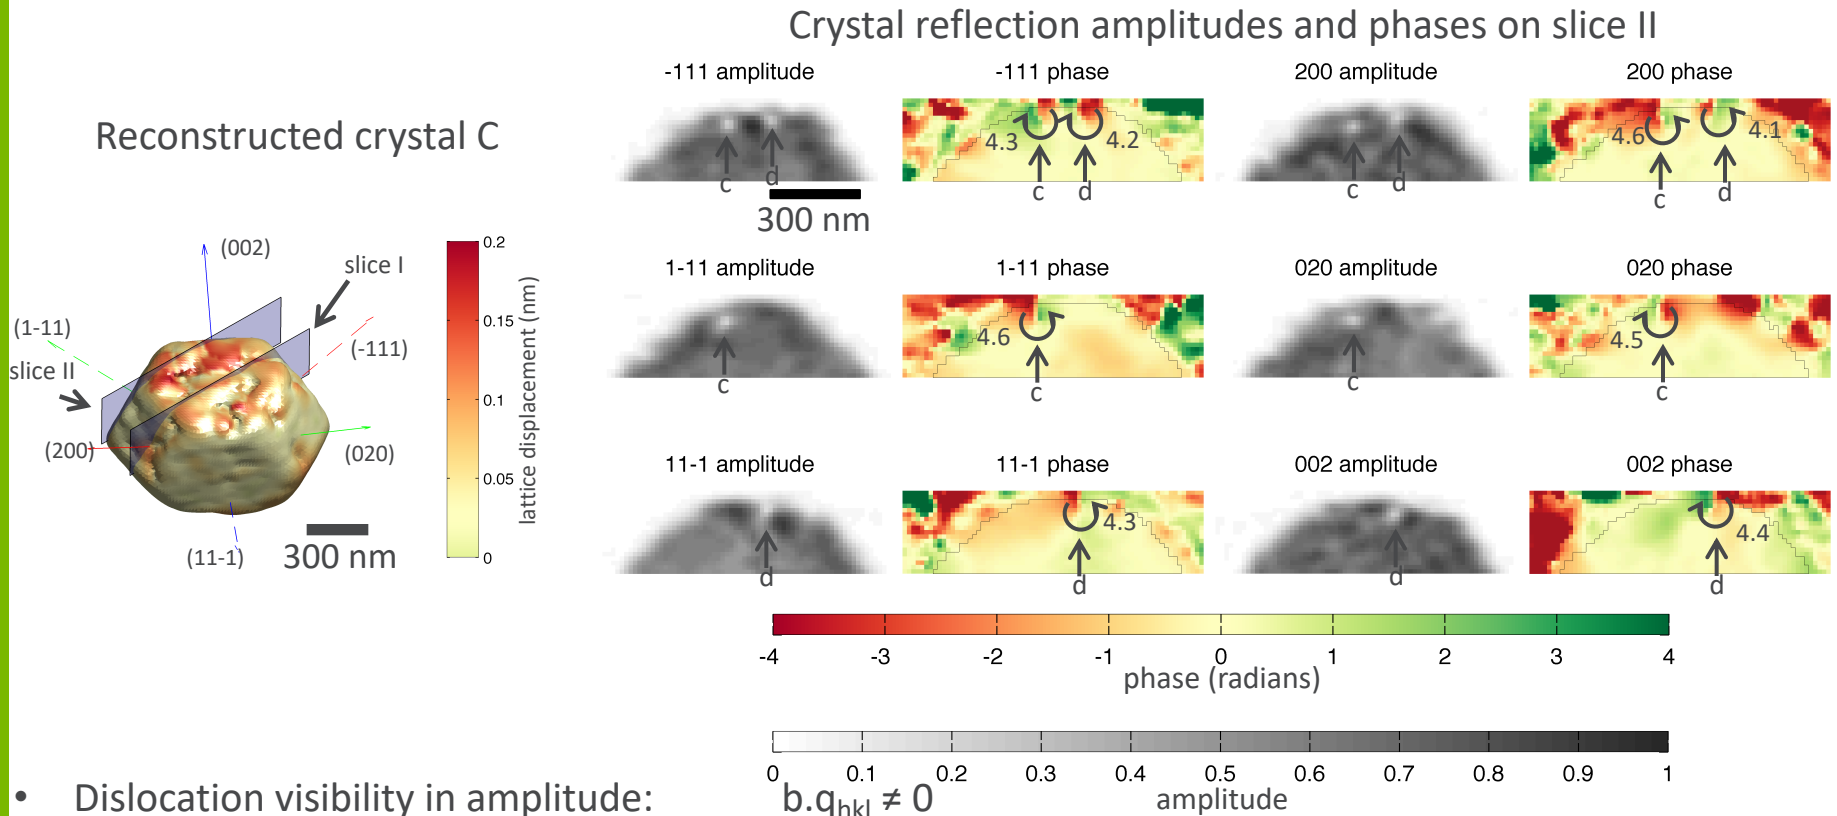 Crystal reflection amplitudes and phases on slice II
Reconstructed crystal C
(002)
slice I
(1-11)
(-111)
slice II
(200)
(020)
(11-1)
300 nm
0.2
0.15
0.1
0.05
0
lattice displacement (nm)
-111 amplitude
-111 phase
200 amplitude
200 phase
c
d
300 nm
4.3
4.2
c
d
c
d
4.6
4.1
c
d
1-11 amplitude
1-11 phase
020 amplitude
020 phase
c
4.6
c
c
4.5
c
11-1 amplitude
11-1 phase
002 amplitude
002 phase
d
4.3
d
d
4.4
d
-4 -3 -2 -1 0 1 2 3 4
phase (radians)
0 0.1 0.2 0.3 0.4 0.5 0.6 0.7 0.8 0.9 1
amplitude
• Dislocation visibility in amplitude: b.qhkl ≠ 0